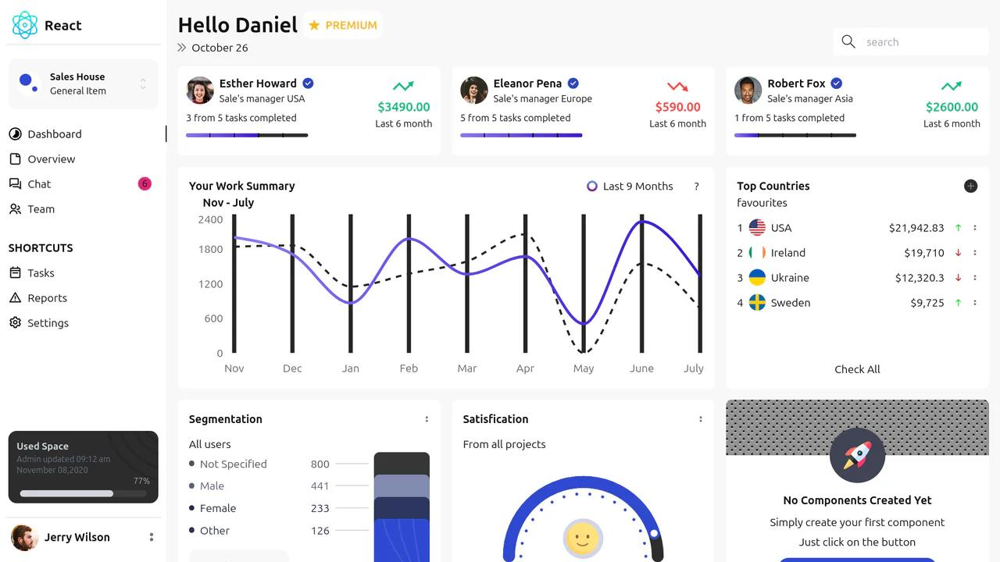 React
Sales House
General Item
Dashboard
Overview
Chat 6
Team
SHORTCUTS
Tasks
Reports
Settings
Used Space
Admin updated 09:12 am
November 08,2020
77%
Jerry Wilson
Hello Daniel PREMIUM
October 26
search
Esther Howard
Sale's manager USA
3 from 5 tasks completed
$3490.00
Last 6 month
Eleanor Pena
Sale's manager Europe
5 from 5 tasks completed
$590.00
Last 6 month
Robert Fox
Sale's manager Asia
1 from 5 tasks completed
$2600.00
Last 6 month
Your Work Summary
Nov - July
Last 9 Months ?
2400
1800
1200
600
0
Nov Dec Jan Feb Mar Apr May June July
Top Countries
favourites
1 USA $21,942.83
2 Ireland $19,710
3 Ukraine $12,320.3
4 Sweden $9,725
Check All
Segmentation
All users
Not Specified 800
Male 441
Female 233
Other 126
Satisfication
From all projects
No Components Created Yet
Simply create your first component
Just click on the button